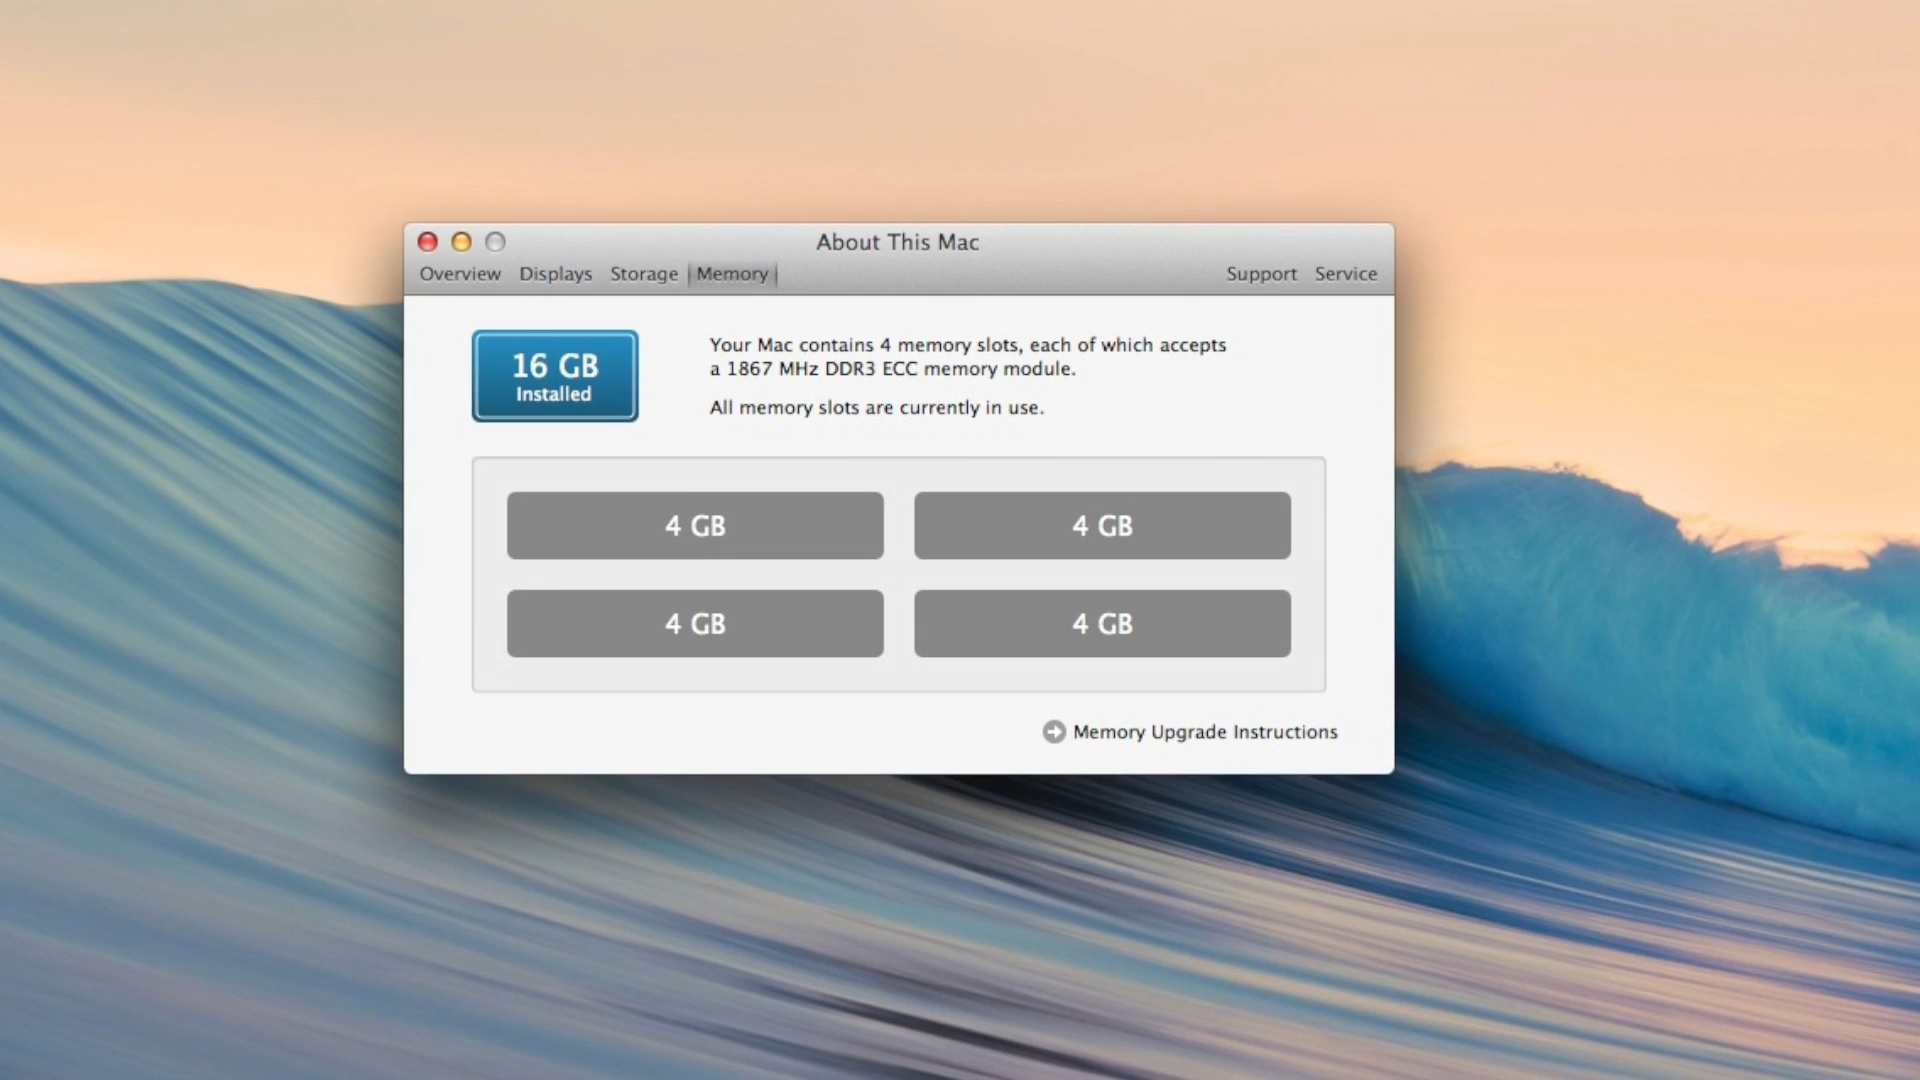 About This Mac
Overview Displays Storage Memory Support Service
16 GB
Installed
Your Mac contains 4 memory slots, each of which accepts
a 1867 MHz DDR3 ECC memory module.
All memory slots are currently in use.
4 GB 4 GB
4 GB 4 GB
Memory Upgrade Instructions